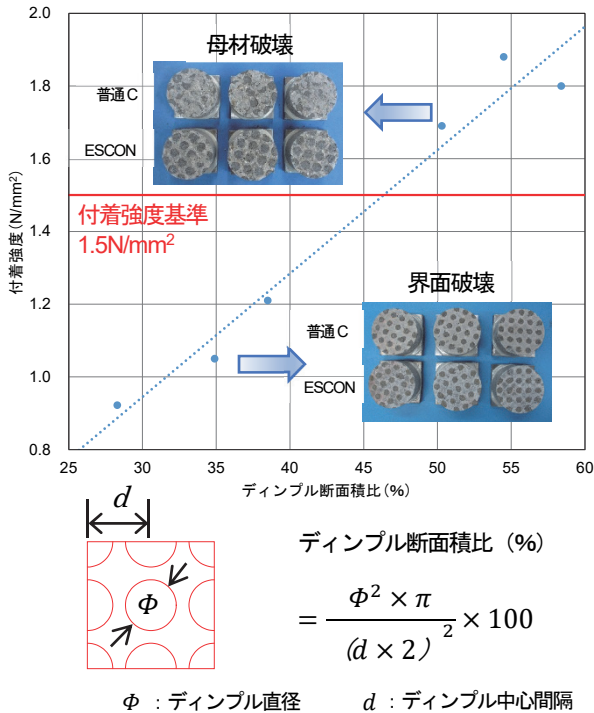 2.0
1.8
1.6
1.4
1.2
1.0
0.8
付着強度(N/mm²)
母材破壊
普通C
ESCON
付着強度基準
1.5N/mm²
界面破壊
普通C
ESCON
25 30 35 40 45 50 55 60
ディンプル断面積比(%)
d
Φ
ディンプル断面積比（%）
= Φ² × π / (d × 2)² × 100
Φ ：ディンプル直径 d ：ディンプル中心間隔